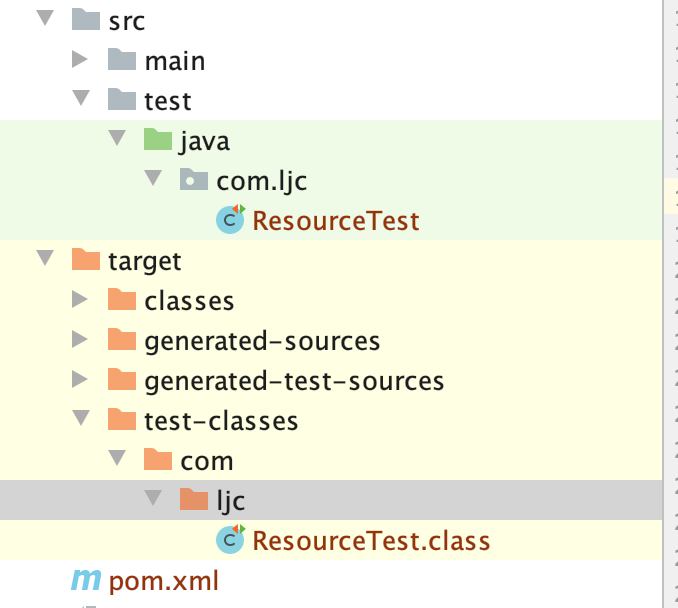 src
main
test
java
com.ljc
ResourceTest
target
classes
generated-sources
generated-test-sources
test-classes
com
ljc
ResourceTest.class
pom.xml